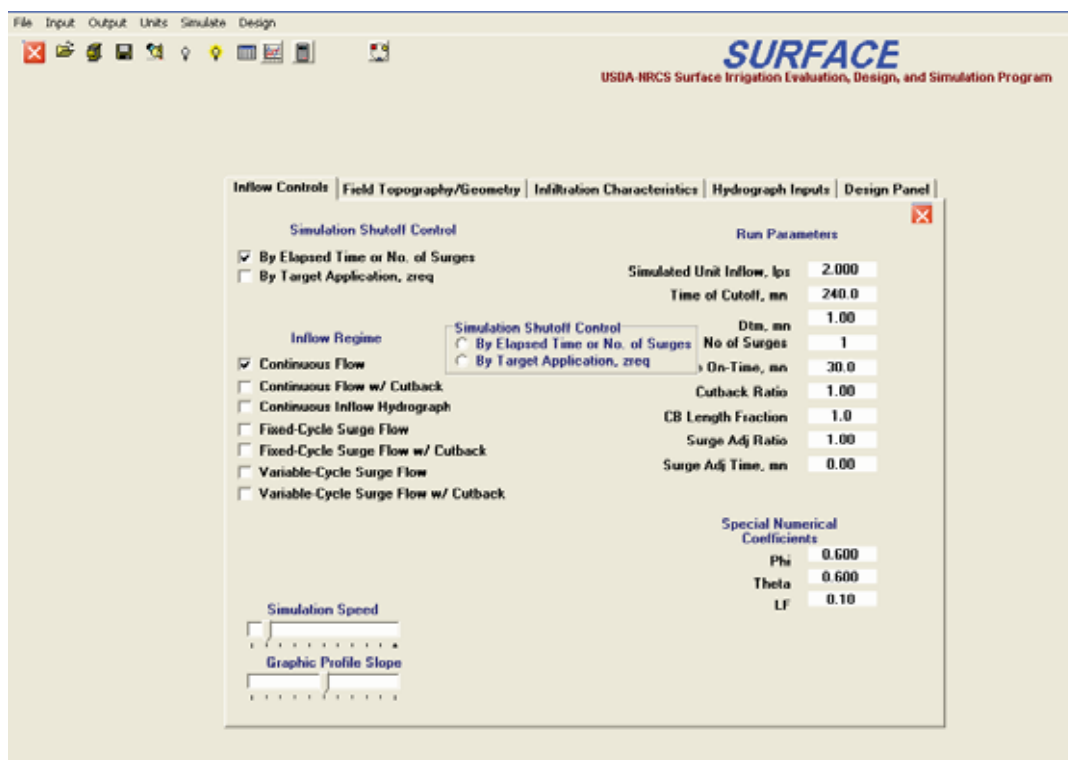 File Input Output Units Simulate Design
SURFACE
USDA-NRCS Surface Irrigation Evaluation, Design, and Simulation Program
Inflow Controls Field Topography/Geometry Infiltration Characteristics Hydrograph Inputs Design Panel
Simulation Shutoff Control
By Elapsed Time or No. of Surges
By Target Application, zreq
Inflow Regime
Continuous Flow
Continuous Flow w/ Cutback
Continuous Inflow Hydrograph
Fixed-Cycle Surge Flow
Fixed-Cycle Surge Flow w/ Cutback
Variable-Cycle Surge Flow
Variable-Cycle Surge Flow w/ Cutback
Simulation Shutoff Control
By Elapsed Time or No. of Surges
By Target Application, zreq
Run Parameters
Simulated Unit Inflow, lps 2.000
Time of Cutoff, mn 240.0
Dtm, mn 1.00
No of Surges 1
On-Time, mn 30.0
Cutback Ratio 1.00
CB Length Fraction 1.0
Surge Adj Ratio 1.00
Surge Adj Time, mn 0.00
Special Numerical
Coefficients
Phi 0.600
Theta 0.600
LF 0.10
Simulation Speed
Graphic Profile Slope